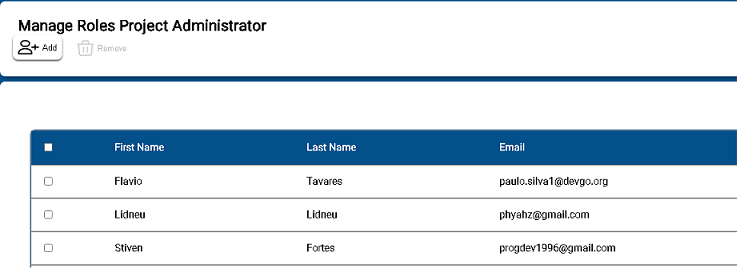 Manage Roles Project Administrator
Add Remove
First Name Last Name Email
Flavio Tavares paulo.silva1@devgo.org
Lidneu Lidneu phyahz@gmail.com
Stiven Fortes progdev1996@gmail.com